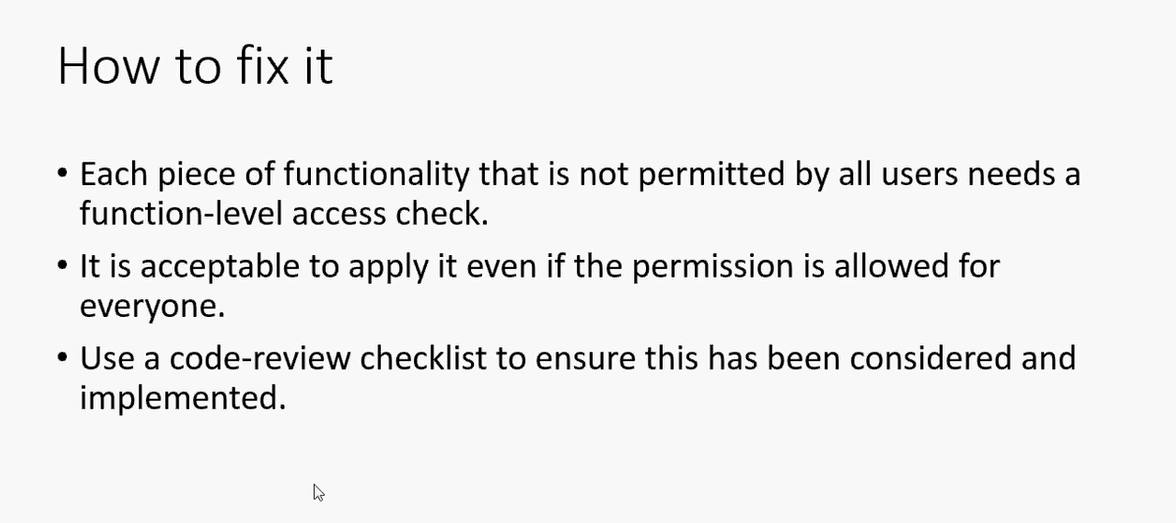 How to fix it
• Each piece of functionality that is not permitted by all users needs a
function-level access check.
• It is acceptable to apply it even if the permission is allowed for
everyone.
• Use a code-review checklist to ensure this has been considered and
implemented.